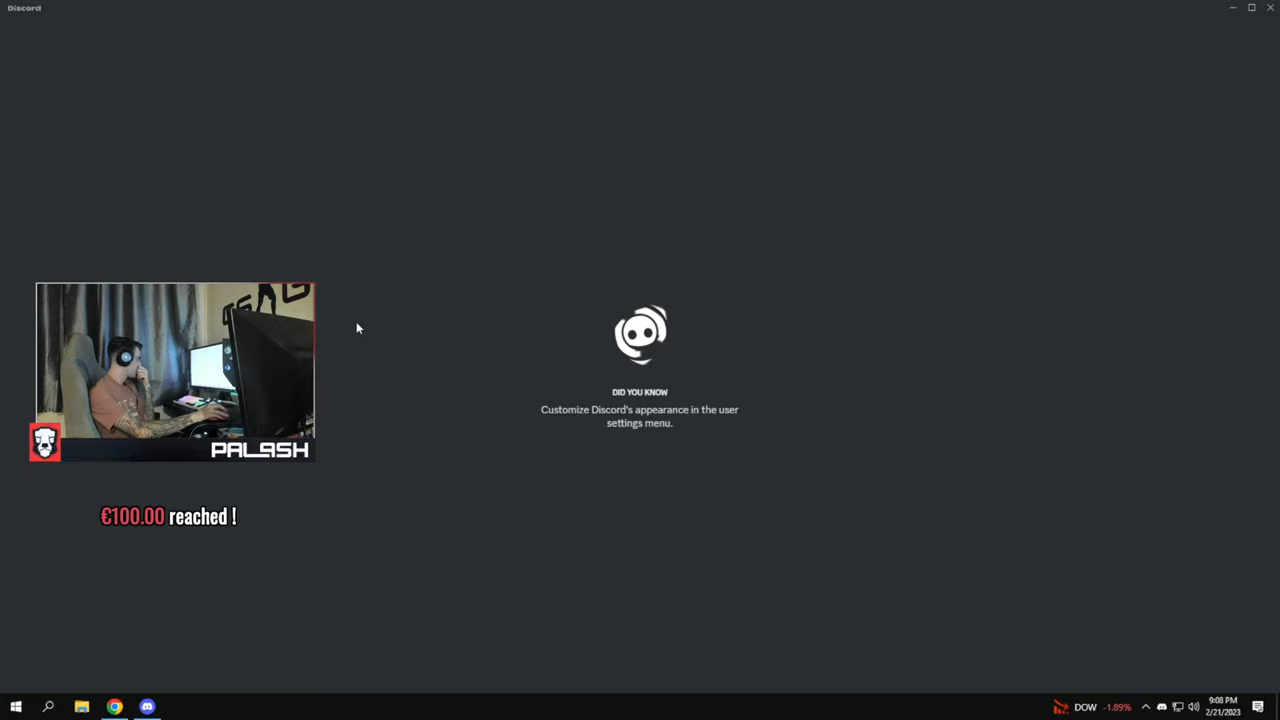 Discord
DID YOU KNOW
Customize Discord's appearance in the user
settings menu.
PALASH
€100.00 reached !
DOW -1.89%
9:08 PM
2/21/2023